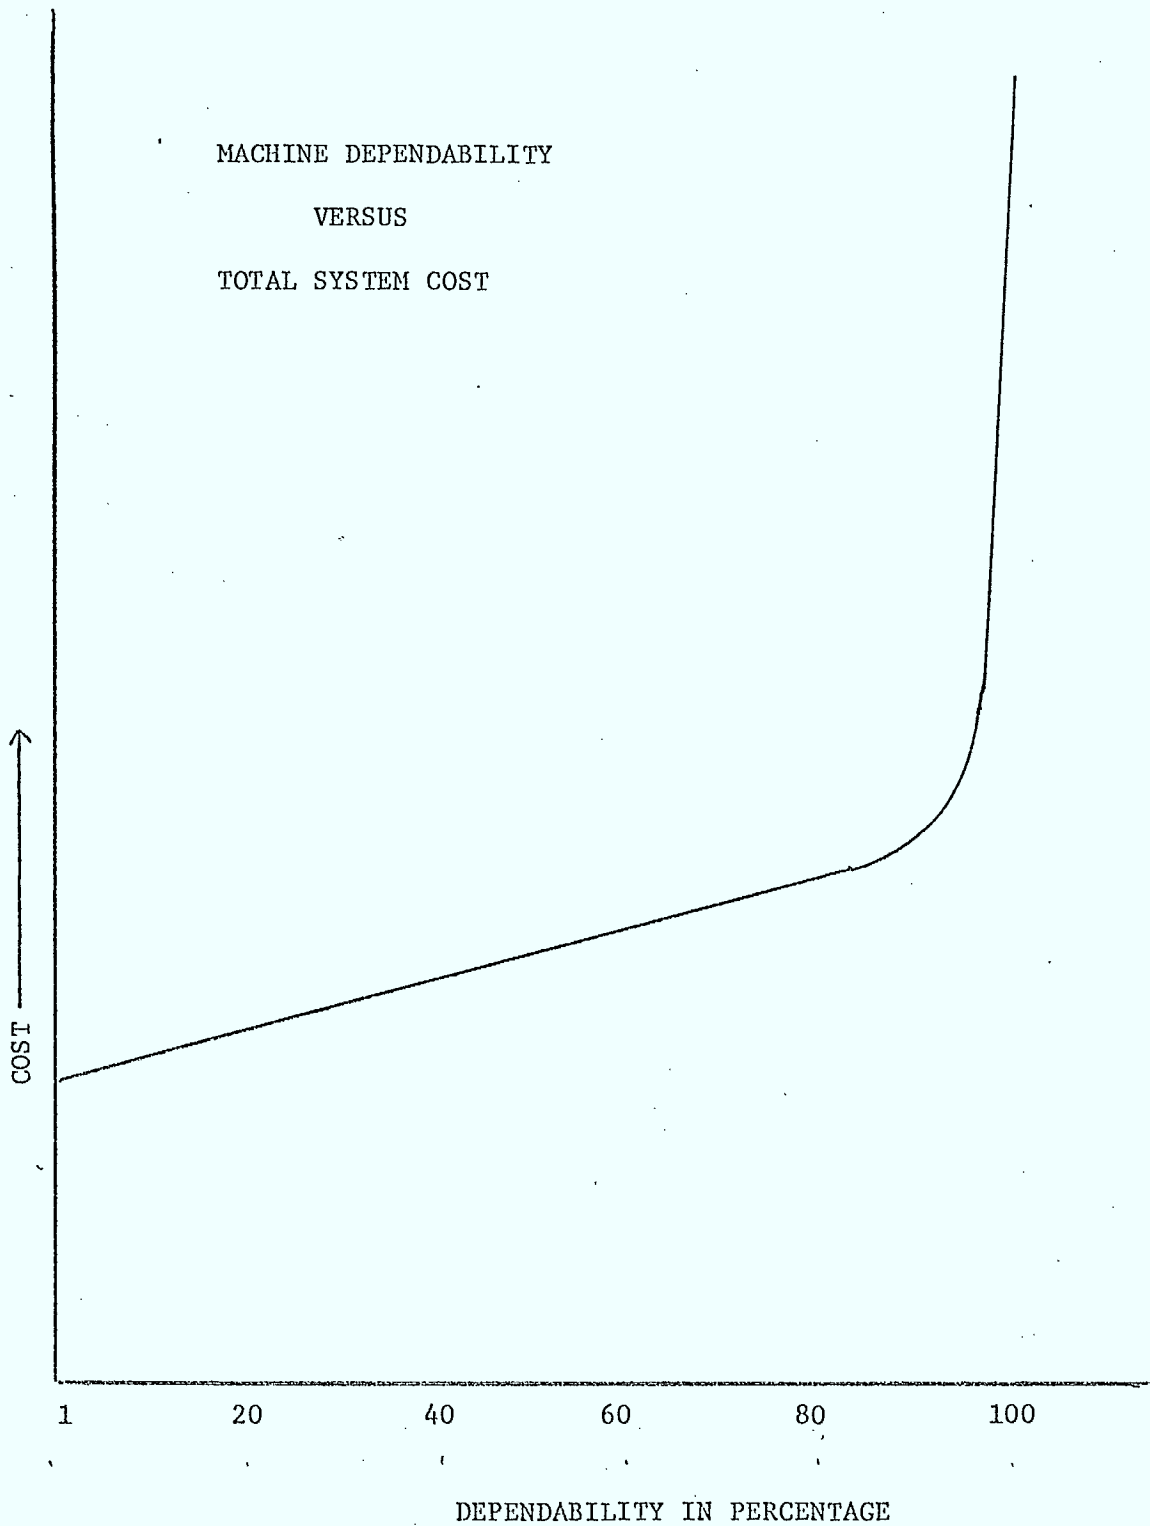 MACHINE DEPENDABILITY
VERSUS
TOTAL SYSTEM COST
COST
1 20 40 60 80 100
DEPENDABILITY IN PERCENTAGE